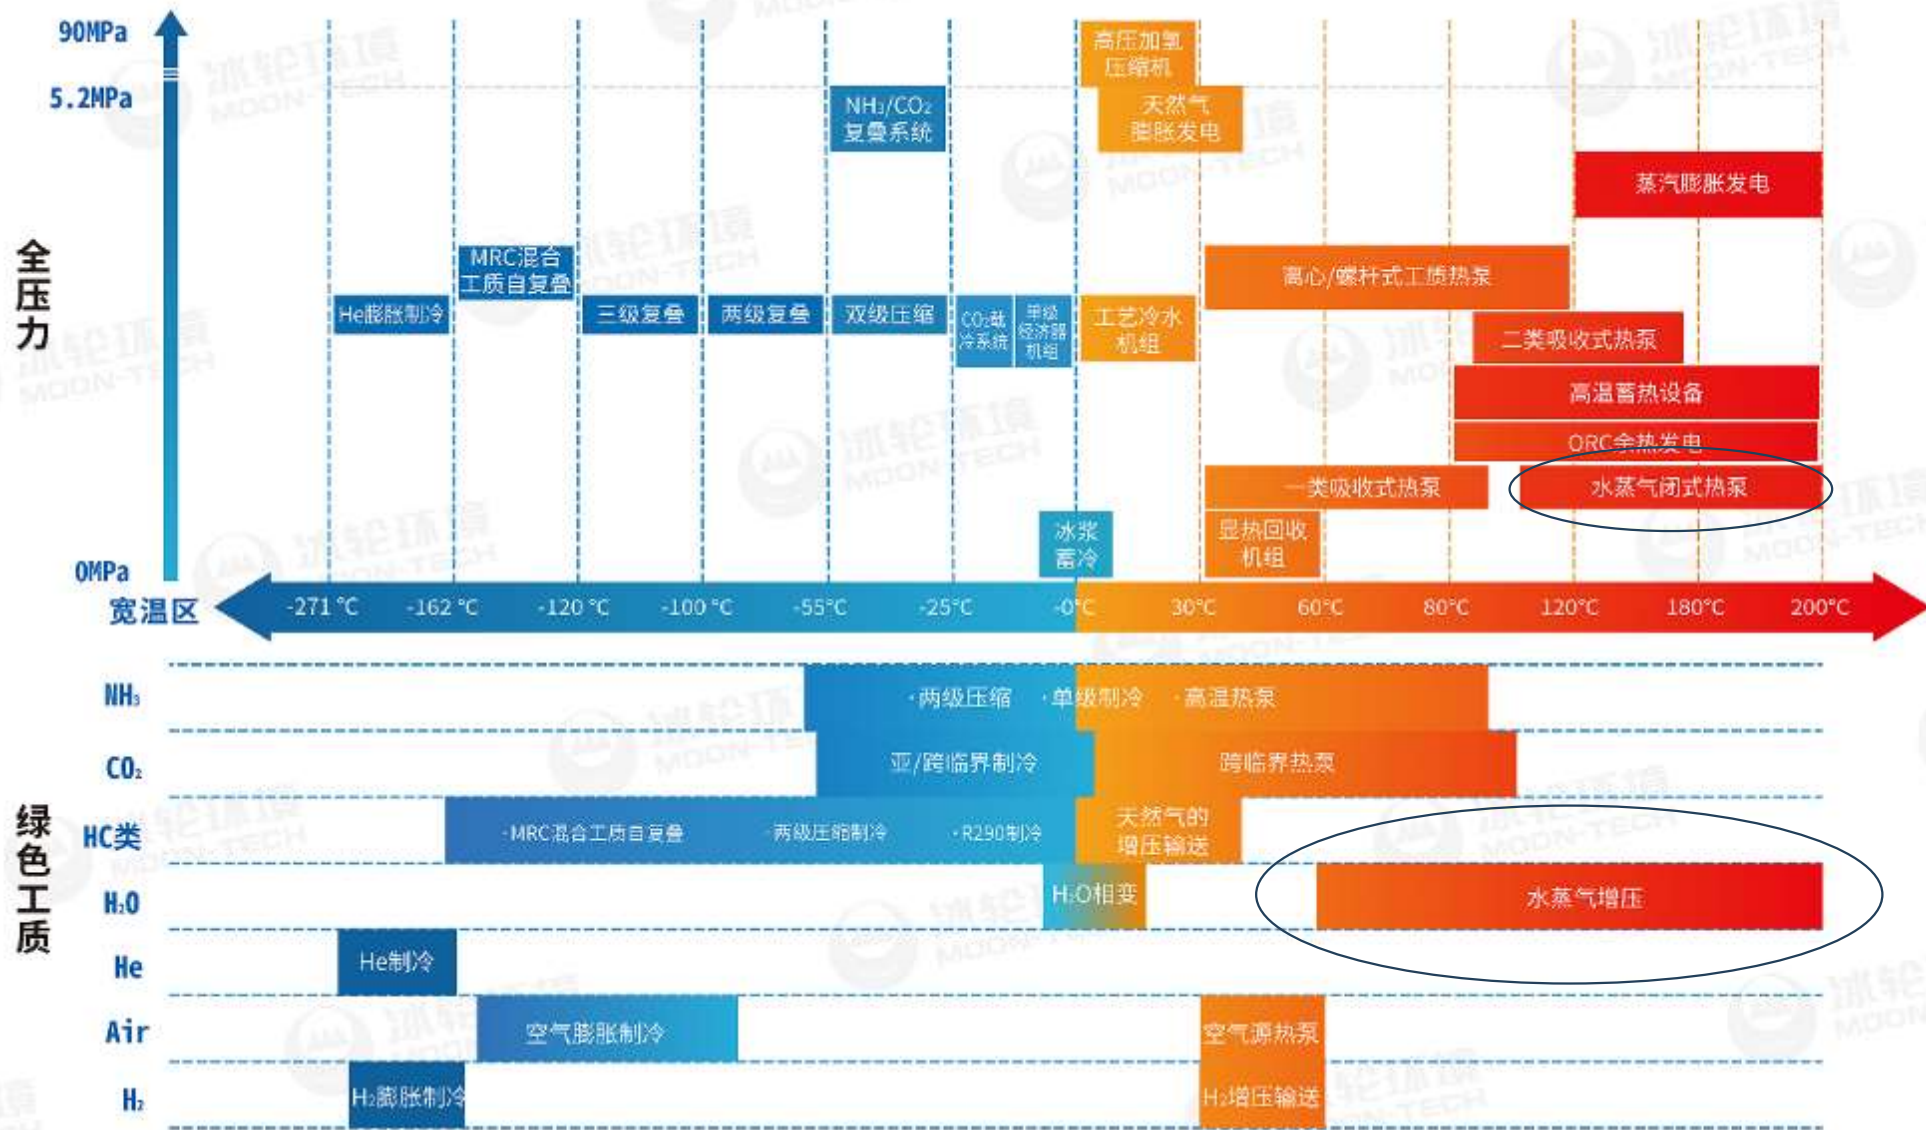 90MPa
5.2MPa
0MPa
全压力
高压加氢
压缩机
NH₃/CO₂
复叠系统
天然气
膨胀发电
蒸汽膨胀发电
MRC混合
工质自复叠
离心/螺杆式工质热泵
He膨胀制冷
三级复叠
两级复叠
双级压缩
CO₂载
冷系统
单级
经济器
机组
工艺冷水
机组
二类吸收式热泵
高温蓄热设备
ORC余热发电
一类吸收式热泵
水蒸气闭式热泵
冰浆
蓄冷
显热回收
机组
宽温区
-271℃
-162℃
-120℃
-100℃
-55℃
-25℃
-0℃
30℃
60℃
80℃
120℃
180℃
200℃
绿色工质
NH₃
·两级压缩
·单级制冷
·高温热泵
CO₂
亚/跨临界制冷
跨临界热泵
HC类
·MRC混合工质自复叠
·两级压缩制冷
·R290制冷
天然气的
增压输送
H₂O
H₂O相变
水蒸气增压
He
He制冷
Air
空气膨胀制冷
空气源热泵
H₂
H₂膨胀制冷
H₂增压输送
冰轮环境
MOON-TECH